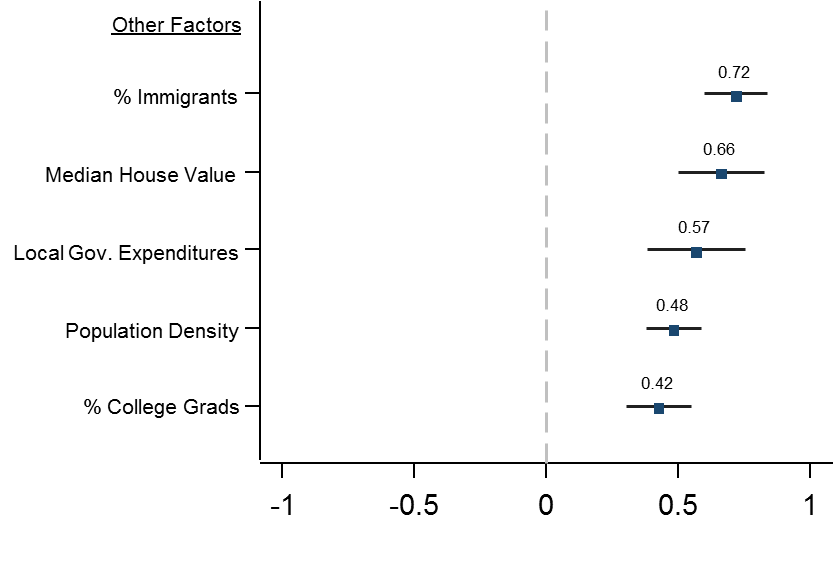 Other Factors
0.72
% Immigrants
0.66
Median House Value
0.57
Local Gov. Expenditures
0.48
Population Density
0.42
% College Grads
-1 -0.5 0 0.5 1